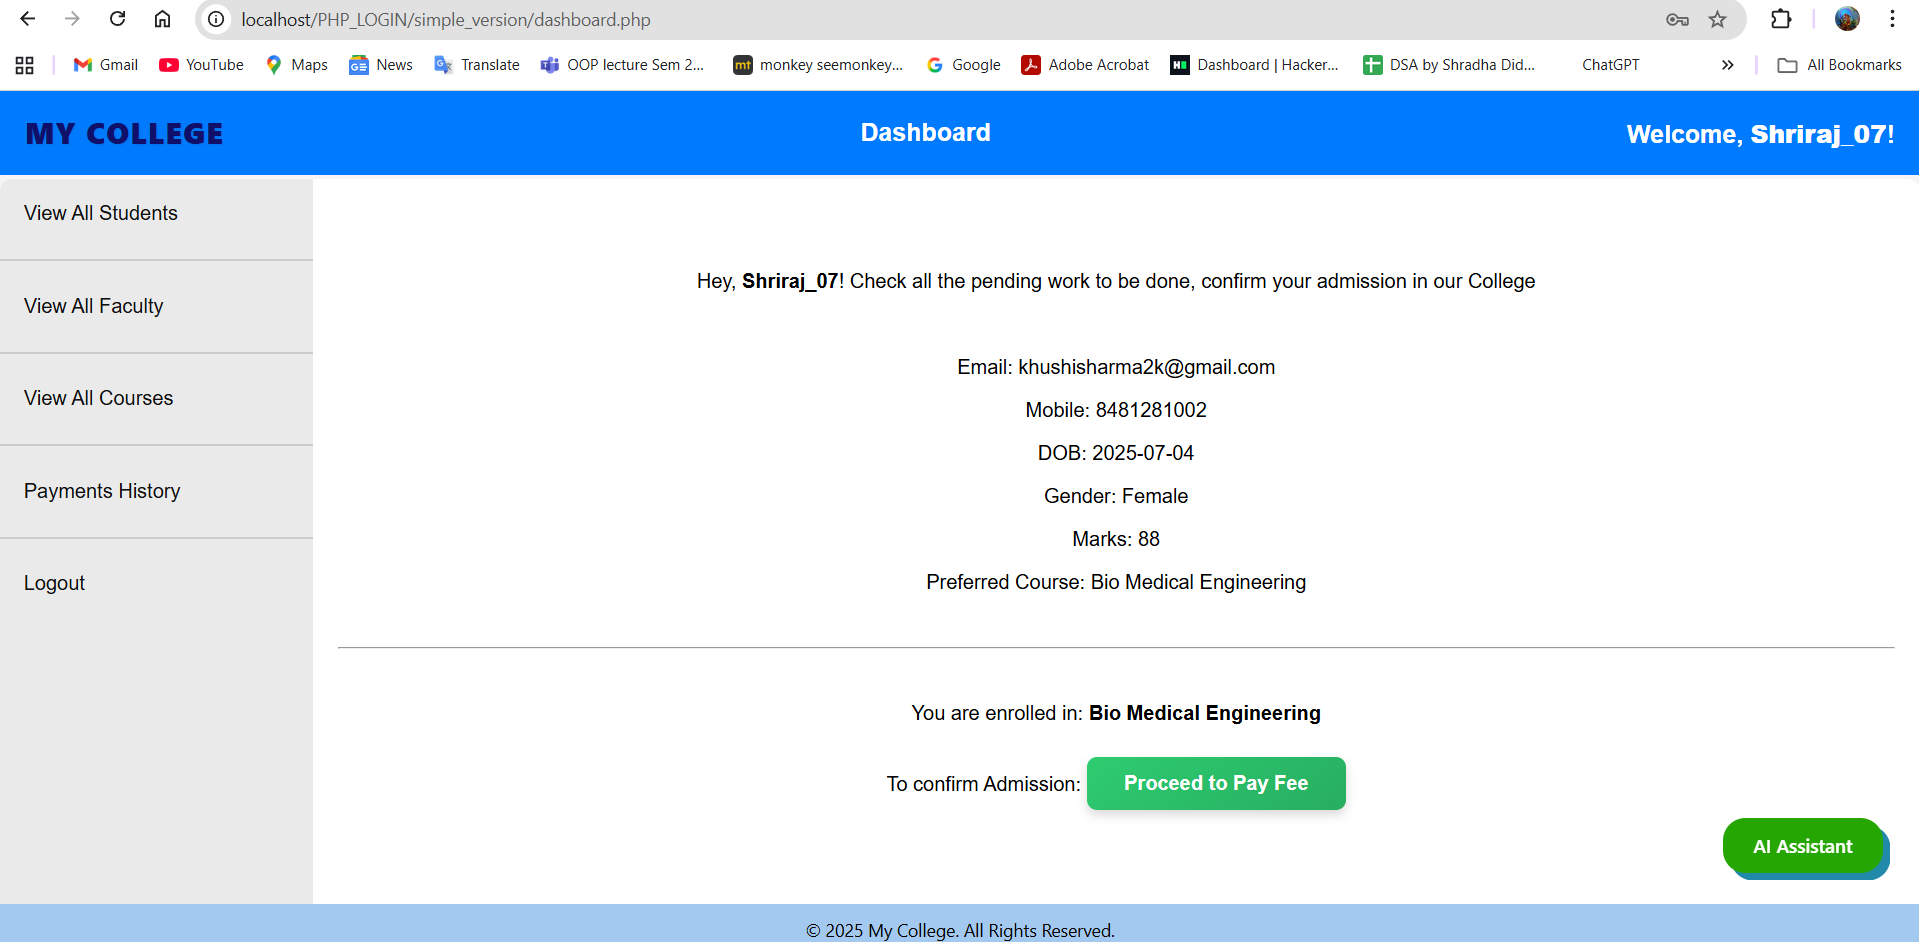 localhost/PHP_LOGIN/simple_version/dashboard.php
Gmail YouTube Maps News Translate OOP lecture Sem 2... mt monkey seemonkey... Google Adobe Acrobat Dashboard | Hacker... DSA by Shradha Did... ChatGPT » All Bookmarks
MY COLLEGE Dashboard Welcome, Shriraj_07!
View All Students
View All Faculty
View All Courses
Payments History
Logout
Hey, Shriraj_07! Check all the pending work to be done, confirm your admission in our College
Email: khushisharma2k@gmail.com
Mobile: 8481281002
DOB: 2025-07-04
Gender: Female
Marks: 88
Preferred Course: Bio Medical Engineering
You are enrolled in: Bio Medical Engineering
To confirm Admission: Proceed to Pay Fee
AI Assistant
© 2025 My College. All Rights Reserved.